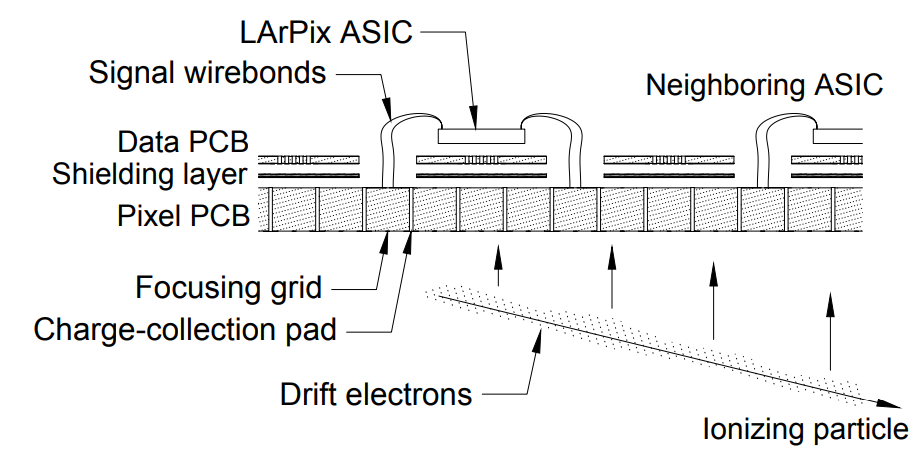 LArPix ASIC
Signal wirebonds
Neighboring ASIC
Data PCB
Shielding layer
Pixel PCB
Focusing grid
Charge-collection pad
Drift electrons
Ionizing particle